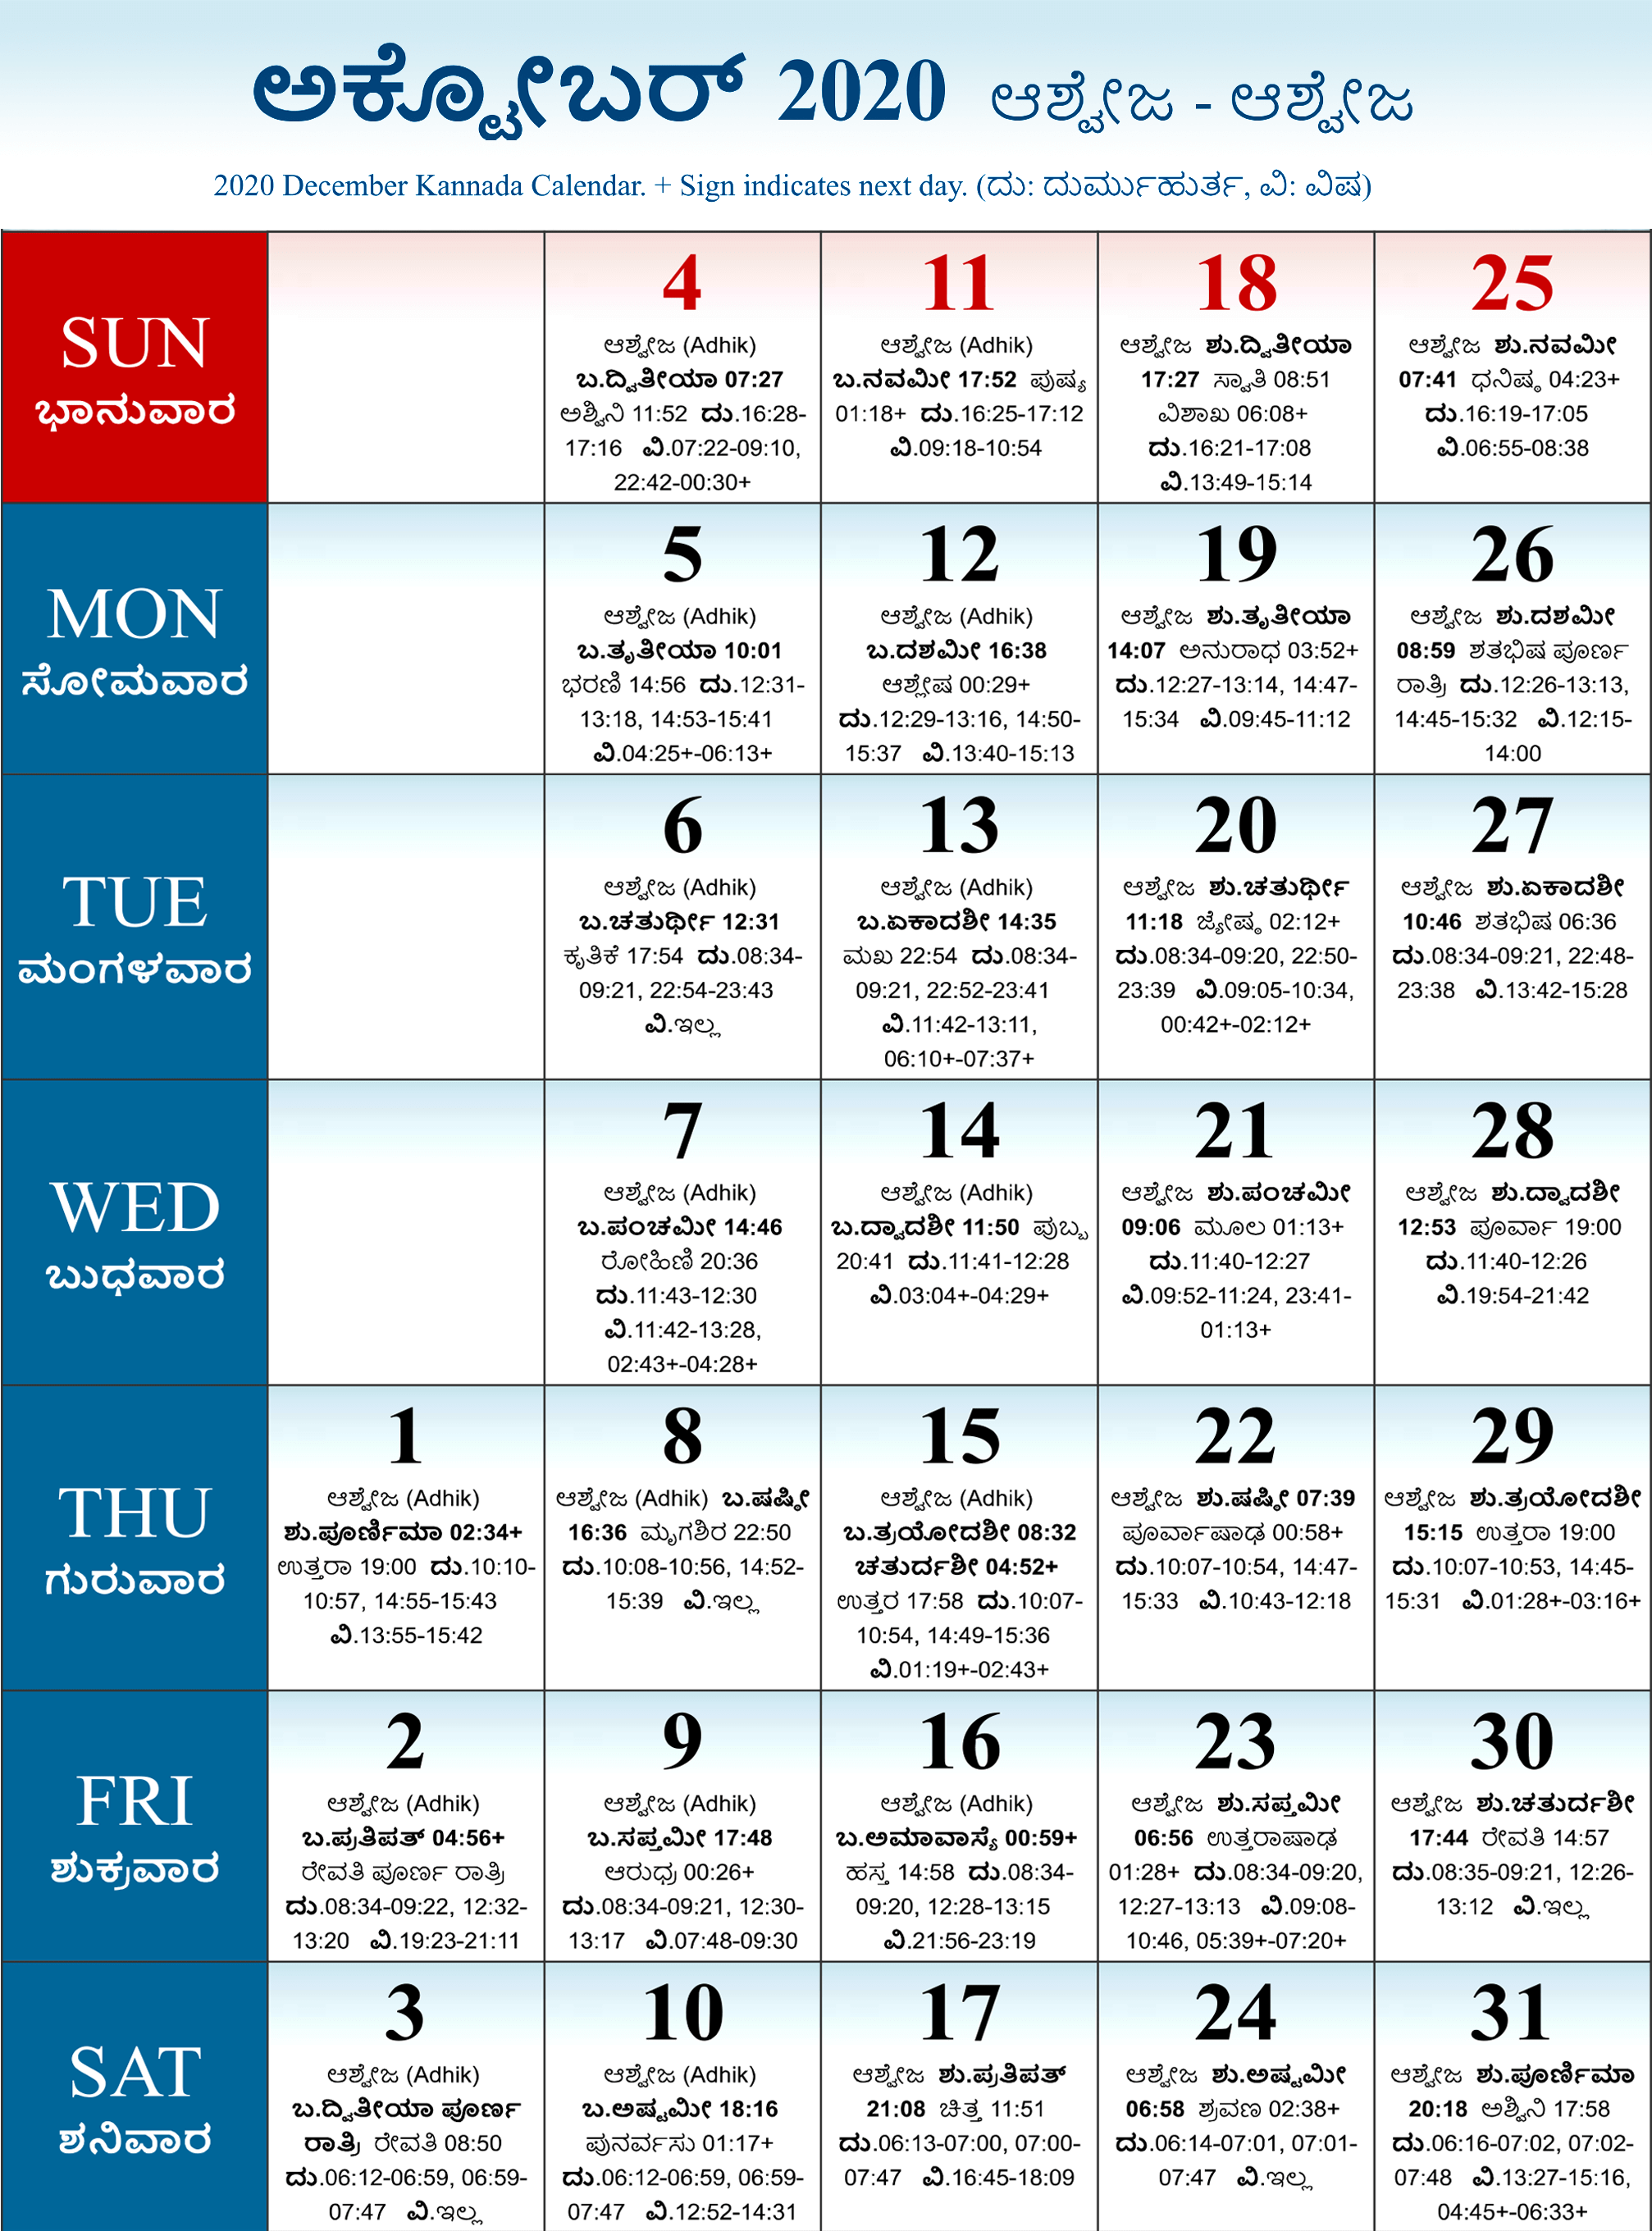 ಅಕ್ಟೋಬರ್ 2020 ಆಶ್ವೇಜ - ಆಶ್ವೇಜ
2020 December Kannada Calendar. + Sign indicates next day. (ದು: ದುರ್ಮುಹುರ್ತ, ವಿ: ವಿಷ)
SUN
ಭಾನುವಾರ
4
ಆಶ್ವೇಜ (Adhik)
ಬ.ದ್ವಿತೀಯಾ 07:27
ಅಶ್ವಿನಿ 11:52 ದು.16:28-
17:16 ವಿ.07:22-09:10,
22:42-00:30+
11
ಆಶ್ವೇಜ (Adhik)
ಬ.ನವಮೀ 17:52 ಪುಷ್ಯ
01:18+ ದು.16:25-17:12
ವಿ.09:18-10:54
18
ಆಶ್ವೇಜ ಶು.ದ್ವಿತೀಯಾ
17:27 ಸ್ವಾತಿ 08:51
ವಿಶಾಖ 06:08+
ದು.16:21-17:08
ವಿ.13:49-15:14
25
ಆಶ್ವೇಜ ಶು.ನವಮೀ
07:41 ಧನಿಷ್ಠ 04:23+
ದು.16:19-17:05
ವಿ.06:55-08:38
MON
ಸೋಮವಾರ
5
ಆಶ್ವೇಜ (Adhik)
ಬ.ತೃತೀಯಾ 10:01
ಭರಣಿ 14:56 ದು.12:31-
13:18, 14:53-15:41
ವಿ.04:25+-06:13+
12
ಆಶ್ವೇಜ (Adhik)
ಬ.ದಶಮೀ 16:38
ಆಶ್ಲೇಷ 00:29+
ದು.12:29-13:16, 14:50-
15:37 ವಿ.13:40-15:13
19
ಆಶ್ವೇಜ ಶು.ತೃತೀಯಾ
14:07 ಅನುರಾಧ 03:52+
ದು.12:27-13:14, 14:47-
15:34 ವಿ.09:45-11:12
26
ಆಶ್ವೇಜ ಶು.ದಶಮೀ
08:59 ಶತಭಿಷ ಪೂರ್ಣ
ರಾತ್ರಿ ದು.12:26-13:13,
14:45-15:32 ವಿ.12:15-
14:00
TUE
ಮಂಗಳವಾರ
6
ಆಶ್ವೇಜ (Adhik)
ಬ.ಚತುರ್ಥೀ 12:31
ಕೃತಿಕೆ 17:54 ದು.08:34-
09:21, 22:54-23:43
ವಿ.ಇಲ್ಲ
13
ಆಶ್ವೇಜ (Adhik)
ಬ.ಏಕಾದಶೀ 14:35
ಮಖ 22:54 ದು.08:34-
09:21, 22:52-23:41
ವಿ.11:42-13:11,
06:10+-07:37+
20
ಆಶ್ವೇಜ ಶು.ಚತುರ್ಥೀ
11:18 ಜ್ಯೇಷ್ಠ 02:12+
ದು.08:34-09:20, 22:50-
23:39 ವಿ.09:05-10:34,
00:42+-02:12+
27
ಆಶ್ವೇಜ ಶು.ಏಕಾದಶೀ
10:46 ಶತಭಿಷ 06:36
ದು.08:34-09:21, 22:48-
23:38 ವಿ.13:42-15:28
WED
ಬುಧವಾರ
7
ಆಶ್ವೇಜ (Adhik)
ಬ.ಪಂಚಮೀ 14:46
ರೋಹಿಣಿ 20:36
ದು.11:43-12:30
ವಿ.11:42-13:28,
02:43+-04:28+
14
ಆಶ್ವೇಜ (Adhik)
ಬ.ದ್ವಾದಶೀ 11:50 ಪುಬ್ಬ
20:41 ದು.11:41-12:28
ವಿ.03:04+-04:29+
21
ಆಶ್ವೇಜ ಶು.ಪಂಚಮೀ
09:06 ಮೂಲ 01:13+
ದು.11:40-12:27
ವಿ.09:52-11:24, 23:41-
01:13+
28
ಆಶ್ವೇಜ ಶು.ದ್ವಾದಶೀ
12:53 ಪೂರ್ವಾ 19:00
ದು.11:40-12:26
ವಿ.19:54-21:42
THU
ಗುರುವಾರ
1
ಆಶ್ವೇಜ (Adhik)
ಶು.ಪೂರ್ಣಿಮಾ 02:34+
ಉತ್ತರಾ 19:00 ದು.10:10-
10:57, 14:55-15:43
ವಿ.13:55-15:42
8
ಆಶ್ವೇಜ (Adhik) ಬ.ಷಷ್ಠೀ
16:36 ಮೃಗಶಿರ 22:50
ದು.10:08-10:56, 14:52-
15:39 ವಿ.ಇಲ್ಲ
15
ಆಶ್ವೇಜ (Adhik)
ಬ.ತ್ರಯೋದಶೀ 08:32
ಚತುರ್ದಶೀ 04:52+
ಉತ್ತರ 17:58 ದು.10:07-
10:54, 14:49-15:36
ವಿ.01:19+-02:43+
22
ಆಶ್ವೇಜ ಶು.ಷಷ್ಠೀ 07:39
ಪೂರ್ವಾಷಾಢ 00:58+
ದು.10:07-10:54, 14:47-
15:33 ವಿ.10:43-12:18
29
ಆಶ್ವೇಜ ಶು.ತ್ರಯೋದಶೀ
15:15 ಉತ್ತರಾ 19:00
ದು.10:07-10:53, 14:45-
15:31 ವಿ.01:28+-03:16+
FRI
ಶುಕ್ರವಾರ
2
ಆಶ್ವೇಜ (Adhik)
ಬ.ಪ್ರತಿಪತ್ 04:56+
ರೇವತಿ ಪೂರ್ಣ ರಾತ್ರಿ
ದು.08:34-09:22, 12:32-
13:20 ವಿ.19:23-21:11
9
ಆಶ್ವೇಜ (Adhik)
ಬ.ಸಪ್ತಮೀ 17:48
ಆರುಧ್ರ 00:26+
ದು.08:34-09:21, 12:30-
13:17 ವಿ.07:48-09:30
16
ಆಶ್ವೇಜ (Adhik)
ಬ.ಅಮಾವಾಸ್ಯೆ 00:59+
ಹಸ್ತ 14:58 ದು.08:34-
09:20, 12:28-13:15
ವಿ.21:56-23:19
23
ಆಶ್ವೇಜ ಶು.ಸಪ್ತಮೀ
06:56 ಉತ್ತರಾಷಾಢ
01:28+ ದು.08:34-09:20,
12:27-13:13 ವಿ.09:08-
10:46, 05:39+-07:20+
30
ಆಶ್ವೇಜ ಶು.ಚತುರ್ದಶೀ
17:44 ರೇವತಿ 14:57
ದು.08:35-09:21, 12:26-
13:12 ವಿ.ಇಲ್ಲ
SAT
ಶನಿವಾರ
3
ಆಶ್ವೇಜ (Adhik)
ಬ.ದ್ವಿತೀಯಾ ಪೂರ್ಣ
ರಾತ್ರಿ ರೇವತಿ 08:50
ದು.06:12-06:59, 06:59-
07:47 ವಿ.ಇಲ್ಲ
10
ಆಶ್ವೇಜ (Adhik)
ಬ.ಅಷ್ಟಮೀ 18:16
ಪುನರ್ವಸು 01:17+
ದು.06:12-06:59, 06:59-
07:47 ವಿ.12:52-14:31
17
ಆಶ್ವೇಜ ಶು.ಪ್ರತಿಪತ್
21:08 ಚಿತ್ತ 11:51
ದು.06:13-07:00, 07:00-
07:47 ವಿ.16:45-18:09
24
ಆಶ್ವೇಜ ಶು.ಅಷ್ಟಮೀ
06:58 ಶ್ರವಣ 02:38+
ದು.06:14-07:01, 07:01-
07:47 ವಿ.ಇಲ್ಲ
31
ಆಶ್ವೇಜ ಶು.ಪೂರ್ಣಿಮಾ
20:18 ಅಶ್ವಿನಿ 17:58
ದು.06:16-07:02, 07:02-
07:48 ವಿ.13:27-15:16,
04:45+-06:33+